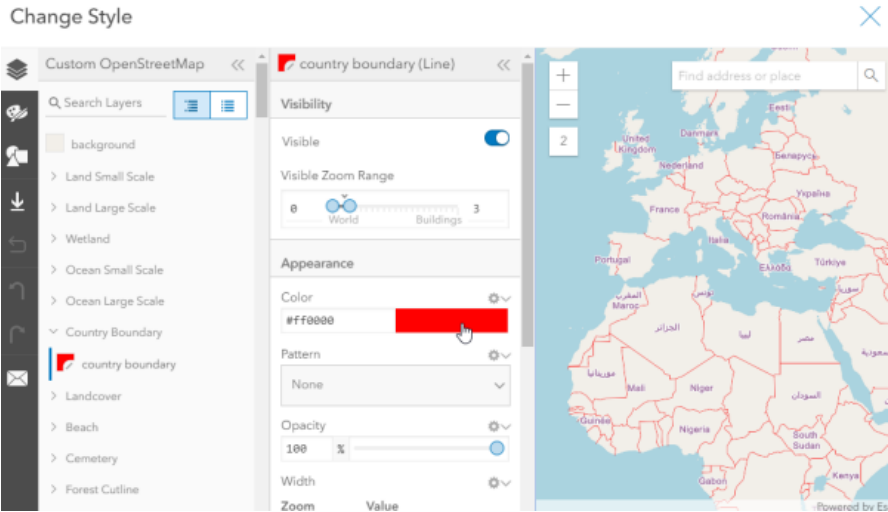 Change Style
Custom OpenStreetMap
Search Layers
background
Land Small Scale
Land Large Scale
Wetland
Ocean Small Scale
Ocean Large Scale
Country Boundary
country boundary
Landcover
Beach
Cemetery
Forest Cutline
country boundary (Line)
Visibility
Visible
Visible Zoom Range
0
3
World
Buildings
Appearance
Color
#ff0000
Pattern
None
Opacity
100 %
Width
Zoom Value
Find address or place
2
Eesti
United
Kingdom
Danmark
Nederland
Беларусь
Україна
France
România
Italia
Portugal
Ελλάδα
Türkiye
المغرب
Maroc
تونس
سوريا
الجزائر
ليبيا
مصر
موريتانيا
Mali
Niger
السودان
Guinée
Nigeria
South
Sudan
Gabon
Kenya
Powered by Es